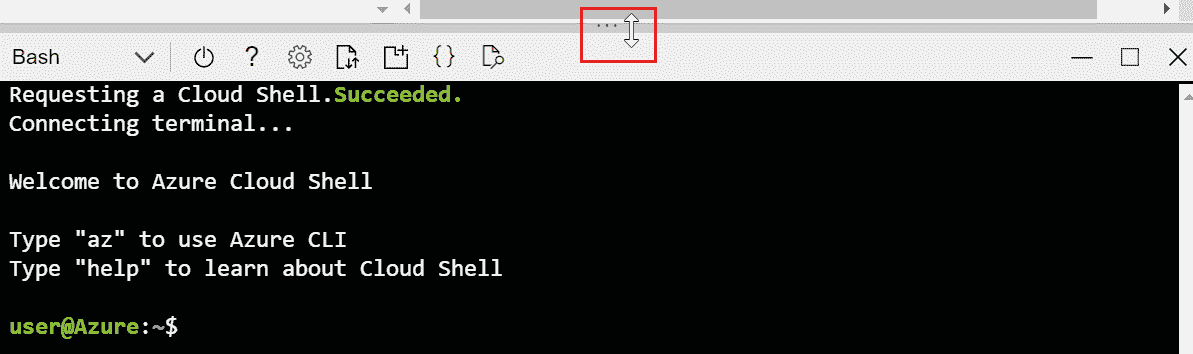 Bash
Requesting a Cloud Shell.Succeeded.
Connecting terminal...
Welcome to Azure Cloud Shell
Type "az" to use Azure CLI
Type "help" to learn about Cloud Shell
user@Azure:~$